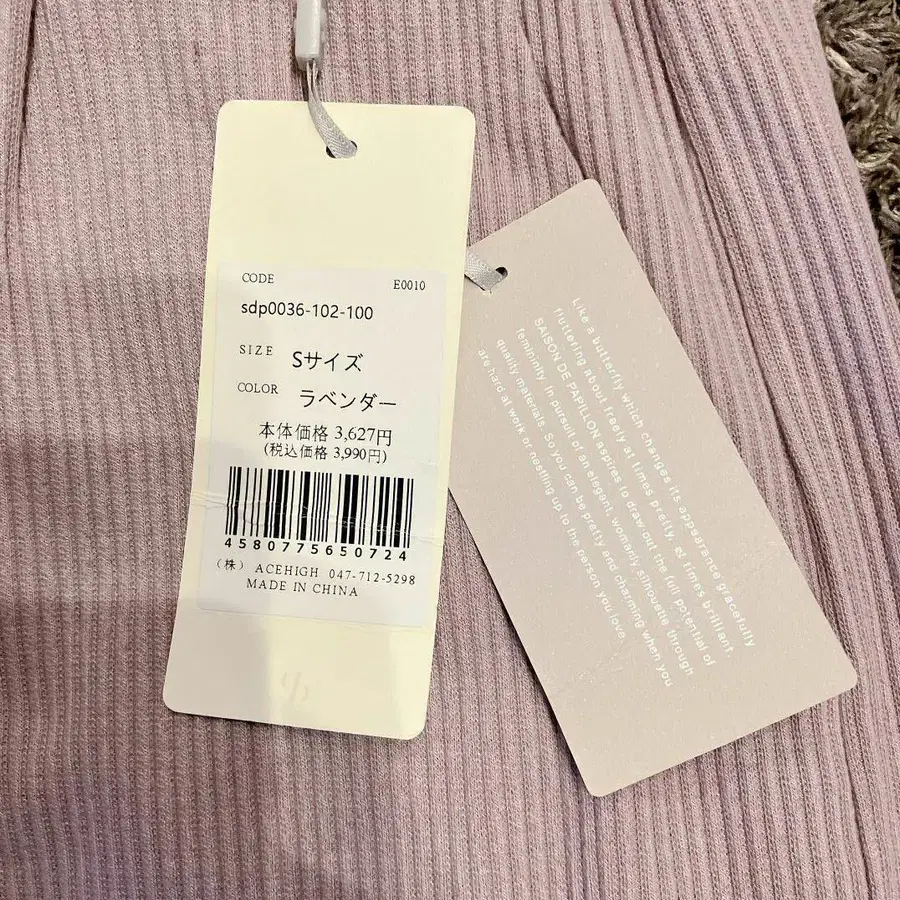 CODE E0010
sdp0036-102-100
SIZE Sサイズ
COLOR ラベンダー
本体価格 3,627円
(税込価格 3,990円)
4580775650724
(株) ACEHIGH 047-712-5298
MADE IN CHINA
Like a butterfly which changes its appearance gracefully
fluttering about freely at times pretty, at times brilliant
SAISON DE PAPILLON aspires to draw out the full potential of
femininity. In pursuit of an elegant, womanly silhouette through
quality materials. So you can be pretty and charming when you
are hard at work or nestling up to the person you love.